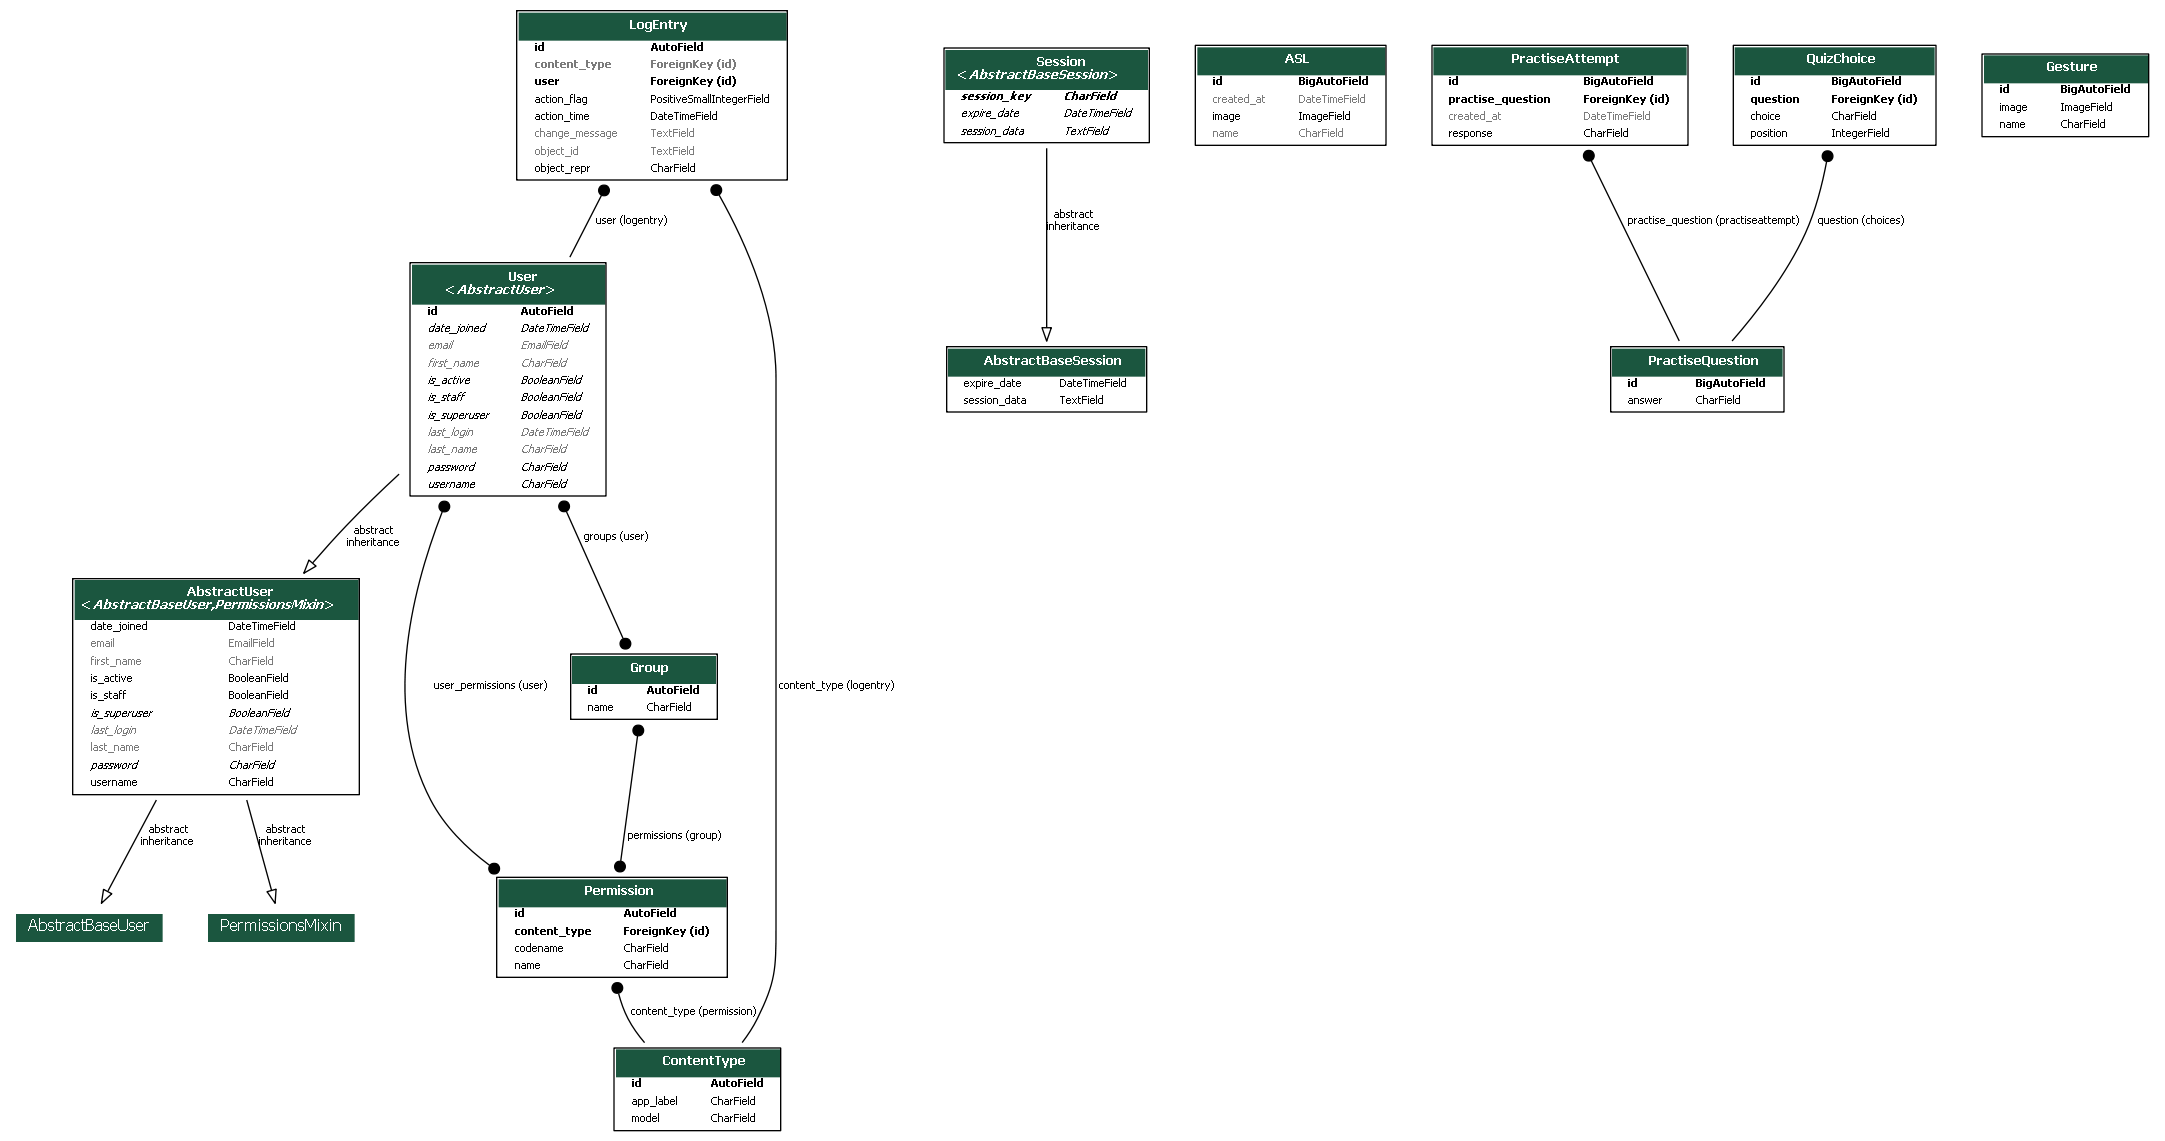 LogEntry
id AutoField
content_type ForeignKey (id)
user ForeignKey (id)
action_flag PositiveSmallIntegerField
action_time DateTimeField
change_message TextField
object_id TextField
object_repr CharField
Session
<AbstractBaseSession>
session_key CharField
expire_date DateTimeField
session_data TextField
ASL
id BigAutoField
created_at DateTimeField
image ImageField
name CharField
PractiseAttempt
id BigAutoField
practise_question ForeignKey (id)
created_at DateTimeField
response CharField
QuizChoice
id BigAutoField
question ForeignKey (id)
choice CharField
position IntegerField
Gesture
id BigAutoField
image ImageField
name CharField
user (logentry)
abstract
inheritance
practise_question (practiseattempt)
question (choices)
User
<AbstractUser>
id AutoField
date_joined DateTimeField
email EmailField
first_name CharField
is_active BooleanField
is_staff BooleanField
is_superuser BooleanField
last_login DateTimeField
last_name CharField
password CharField
username CharField
AbstractBaseSession
expire_date DateTimeField
session_data TextField
PractiseQuestion
id BigAutoField
answer CharField
abstract
inheritance
groups (user)
AbstractUser
<AbstractBaseUser,PermissionsMixin>
date_joined DateTimeField
email EmailField
first_name CharField
is_active BooleanField
is_staff BooleanField
is_superuser BooleanField
last_login DateTimeField
last_name CharField
password CharField
username CharField
user_permissions (user)
Group
id AutoField
name CharField
content_type (logentry)
abstract
inheritance
abstract
inheritance
permissions (group)
AbstractBaseUser
PermissionsMixin
Permission
id AutoField
content_type ForeignKey (id)
codename CharField
name CharField
content_type (permission)
ContentType
id AutoField
app_label CharField
model CharField